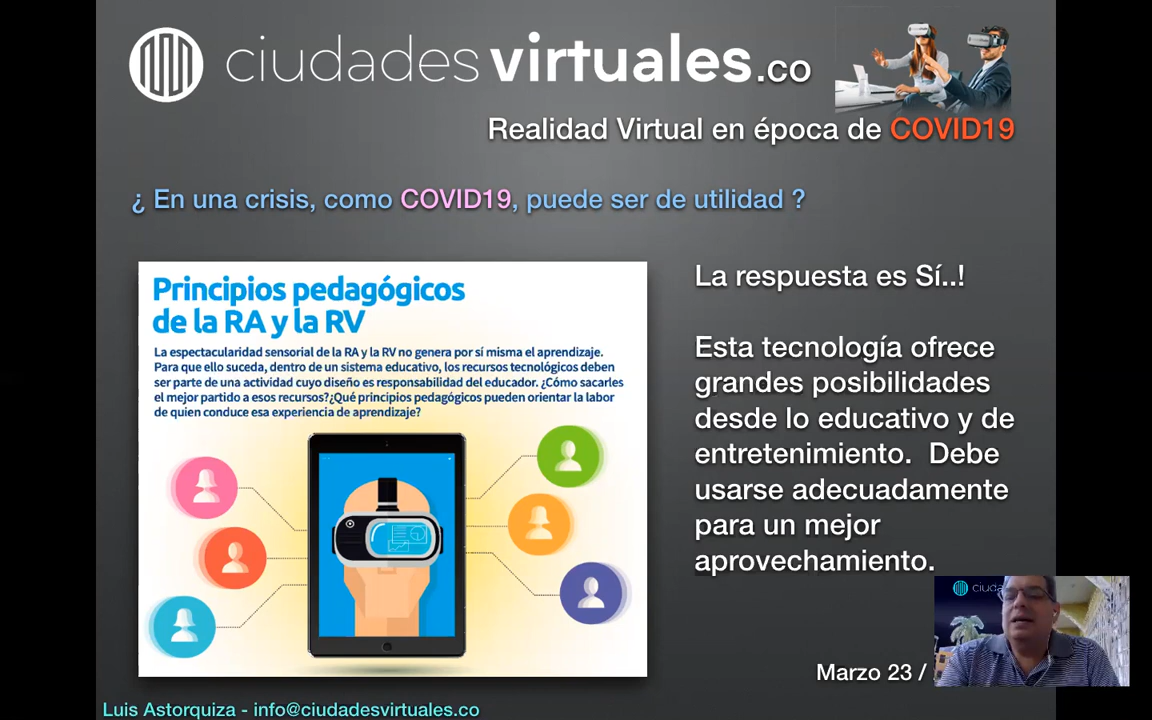 ciudades virtuales.co
Realidad Virtual en época de COVID19
¿ En una crisis, como COVID19, puede ser de utilidad ?
Principios pedagógicos
de la RA y la RV
La espectacularidad sensorial de la RA y la RV no genera por sí misma el aprendizaje.
Para que ello suceda, dentro de un sistema educativo, los recursos tecnológicos deben
ser parte de una actividad cuyo diseño es responsabilidad del educador. ¿Cómo sacarles
el mejor partido a esos recursos?¿Qué principios pedagógicos pueden orientar la labor
de quien conduce esa experiencia de aprendizaje?
La respuesta es Sí..!
Esta tecnología ofrece
grandes posibilidades
desde lo educativo y de
entretenimiento.  Debe
usarse adecuadamente
para un mejor
aprovechamiento.
Marzo 23 /
Luis Astorquiza - info@ciudadesvirtuales.co